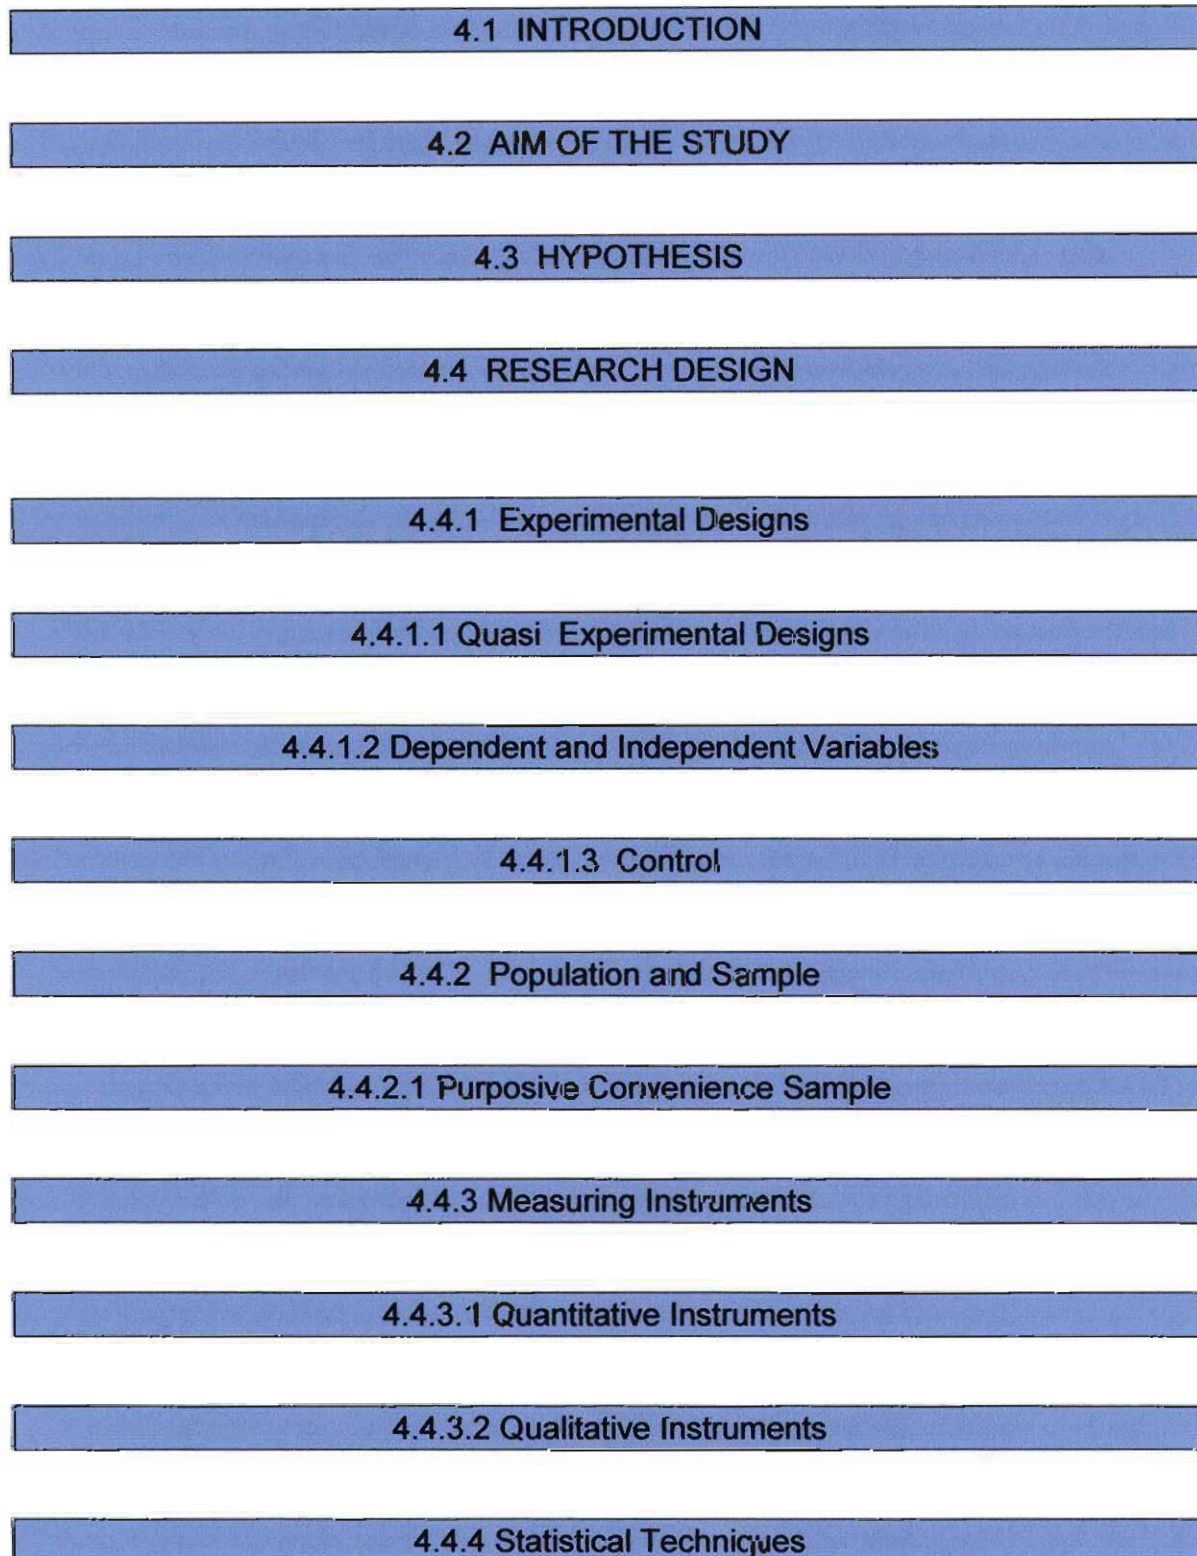 4.1 INTRODUCTION
4.2 AIM OF THE STUDY
4.3 HYPOTHESIS
4.4 RESEARCH DESIGN
4.4.1 Experimental Designs
4.4.1.1 Quasi Experimental Designs
4.4.1.2 Dependent and Independent Variables
4.4.1.3 Control
4.4.2 Population and Sample
4.4.2.1 Purposive Convenience Sample
4.4.3 Measuring Instruments
4.4.3.1 Quantitative Instruments
4.4.3.2 Qualitative Instruments
4.4.4 Statistical Techniques